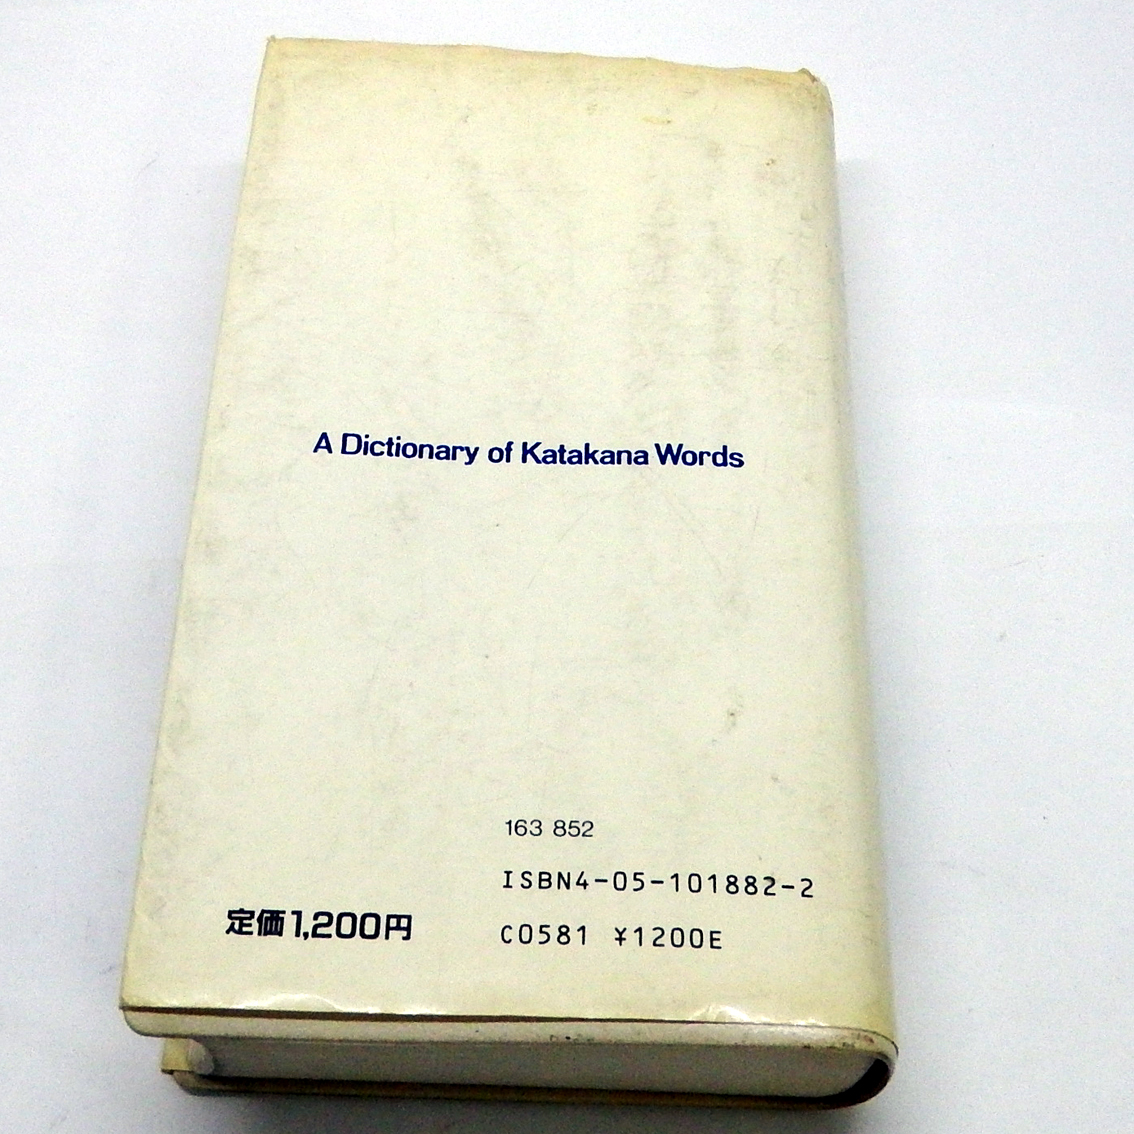 A Dictionary of Katakana Words
163 852
ISBN4-05-101882-2
定価1,200円
C0581 ¥1200E